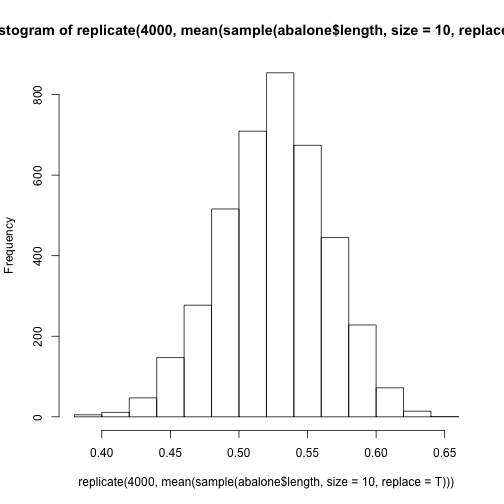 stogram of replicate(4000, mean(sample(abalone$length, size = 10, replace
Frequency
800
600
400
200
0
0.40 0.45 0.50 0.55 0.60 0.65
replicate(4000, mean(sample(abalone$length, size = 10, replace = T)))